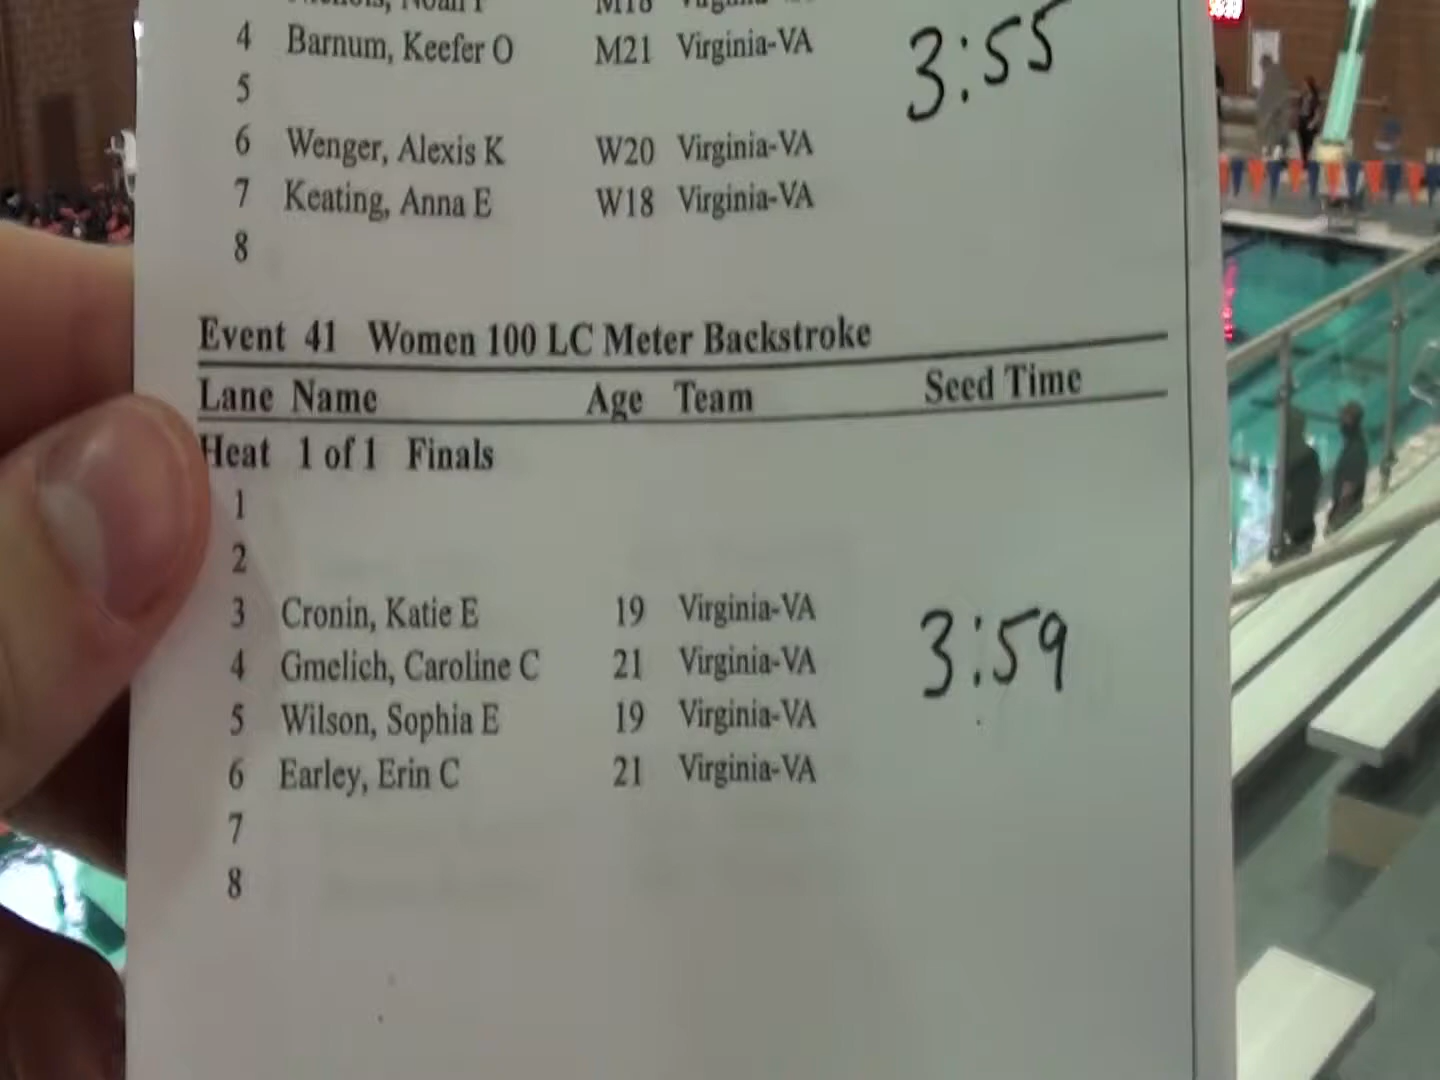 4 Barnum, Keefer O M21 Virginia-VA 3:55
5
6 Wenger, Alexis K W20 Virginia-VA
7 Keating, Anna E W18 Virginia-VA
8
Event 41 Women 100 LC Meter Backstroke
Lane Name Age Team Seed Time
Heat 1 of 1 Finals
1
2
3 Cronin, Katie E 19 Virginia-VA
4 Gmelich, Caroline C 21 Virginia-VA 3:59
5 Wilson, Sophia E 19 Virginia-VA
6 Earley, Erin C 21 Virginia-VA
7
8